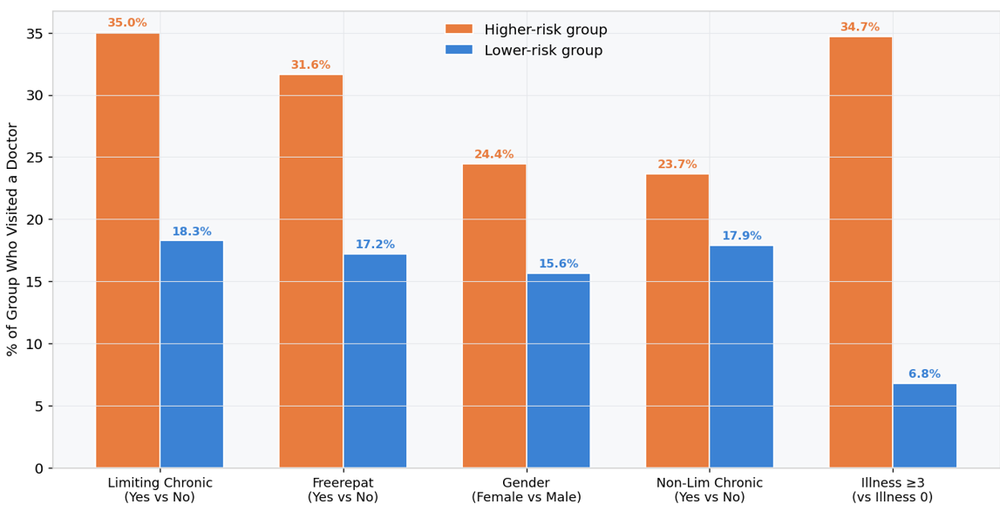 35.0%
34.7%
Higher-risk group
Lower-risk group
31.6%
24.4%
23.7%
18.3%
17.9%
17.2%
15.6%
6.8%
% of Group Who Visited a Doctor
35
30
25
20
15
10
5
0
Limiting Chronic
(Yes vs No)
Freerepat
(Yes vs No)
Gender
(Female vs Male)
Non-Lim Chronic
(Yes vs No)
Illness ≥3
(vs Illness 0)